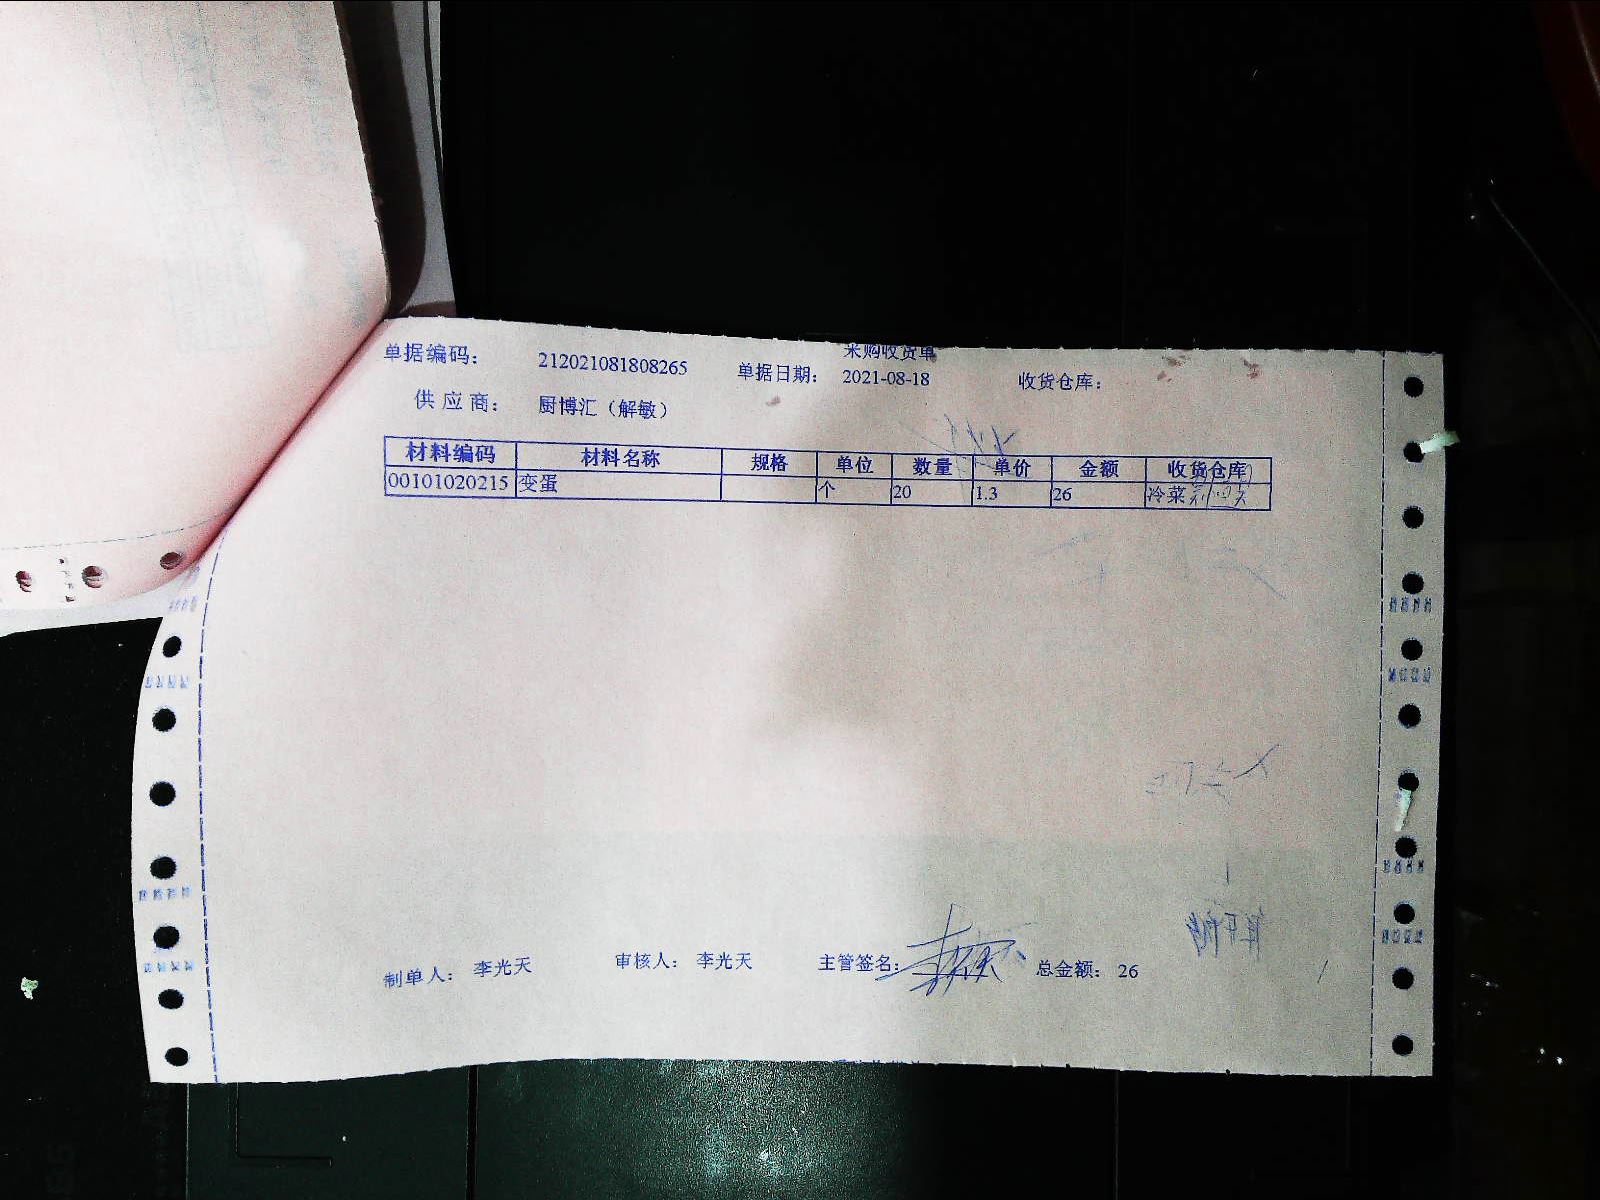 采购收货单
单据编码： 212021081808265 单据日期： 2021-08-18 收货仓库：
供应商： 厨博汇（解敏）
材料编码 材料名称 规格 单位 数量 单价 金额 收货仓库
00101020215 变蛋 个 20 1.3 26 冷菜
制单人： 李光天 审核人： 李光天 主管签名： 总金额： 26